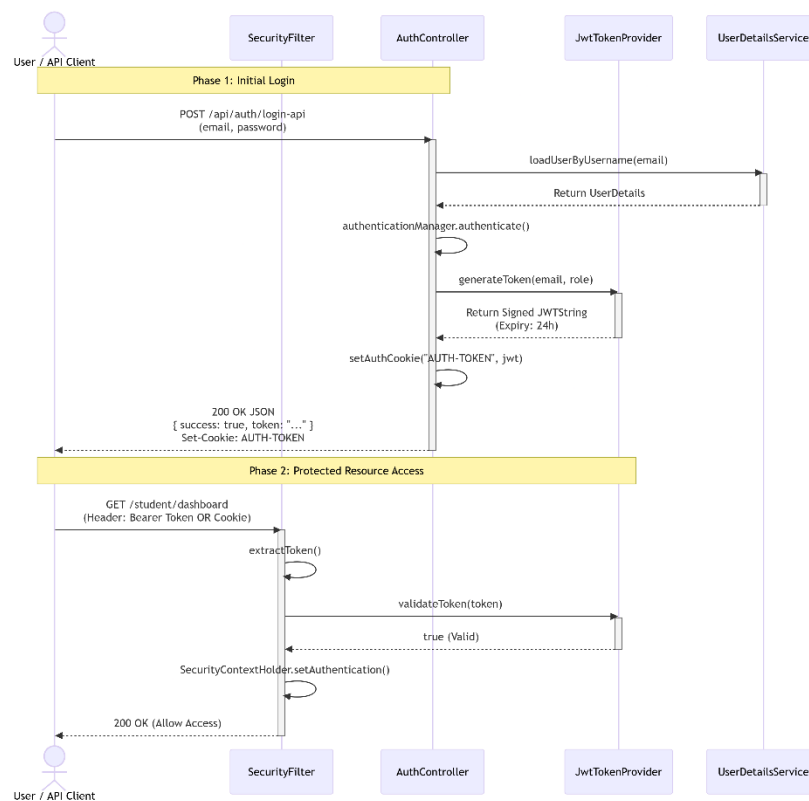 User / API Client
SecurityFilter
AuthController
JwtTokenProvider
UserDetailsService
Phase 1: Initial Login
POST /api/auth/login-api
(email, password)
loadUserByUsername(email)
Return UserDetails
authenticationManager.authenticate()
generateToken(email, role)
Return Signed JWTString
(Expiry: 24h)
setAuthCookie("AUTH-TOKEN", jwt)
200 OK JSON
{ success: true, token: "..." }
Set-Cookie: AUTH-TOKEN
Phase 2: Protected Resource Access
GET /student/dashboard
(Header: Bearer Token OR Cookie)
extractToken()
validateToken(token)
true (Valid)
SecurityContextHolder.setAuthentication()
200 OK (Allow Access)
User / API Client
SecurityFilter
AuthController
JwtTokenProvider
UserDetailsService